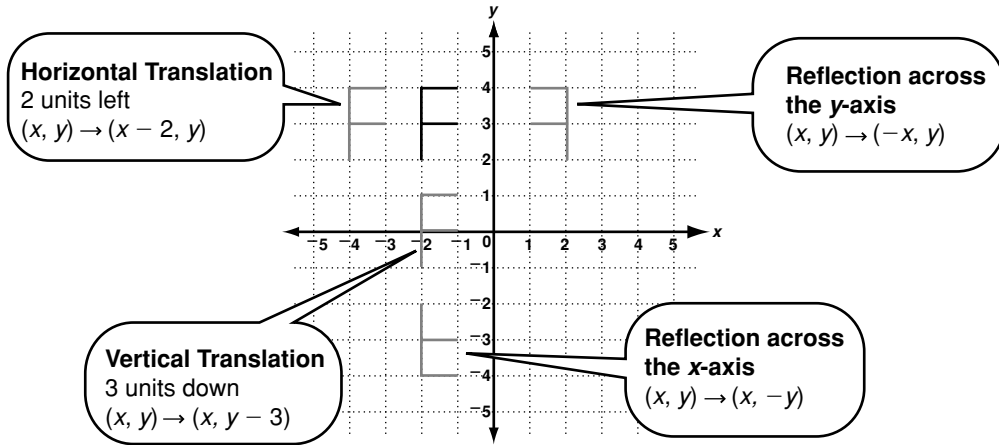 y
Horizontal Translation
2 units left
(x, y) → (x − 2, y)
Reflection across
the y-axis
(x, y) → (−x, y)
5
4
3
2
1
−5 −4 −3 −2 −1 0 1 2 3 4 5 x
−1
−2
−3
−4
−5
Vertical Translation
3 units down
(x, y) → (x, y − 3)
Reflection across
the x-axis
(x, y) → (x, −y)